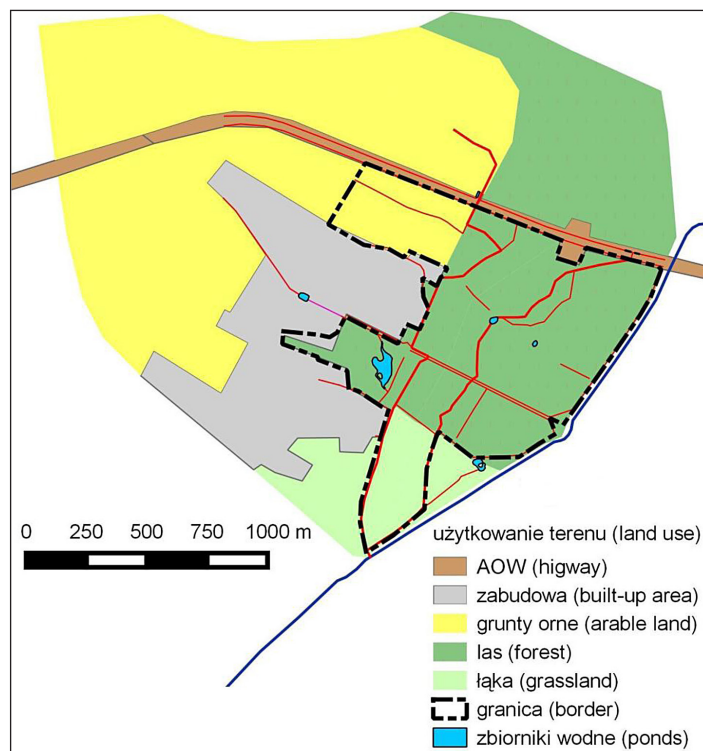 0 250 500 750 1000 m
użytkowanie terenu (land use)
AOW (higway)
zabudowa (built-up area)
grunty orne (arable land)
las (forest)
łąka (grassland)
granica (border)
zbiorniki wodne (ponds)